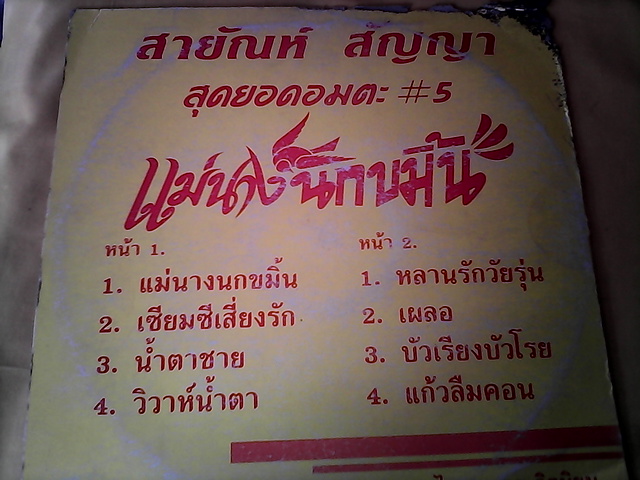 สายัณห์ สัญญา
สุดยอดอมตะ #5
แม่นางนกขมิ้น
หน้า 1.
1. แม่นางนกขมิ้น
2. เซียมซีเสี่ยงรัก
3. น้ำตาชาย
4. วิวาห์น้ำตา
หน้า 2.
1. หลานรักวัยรุ่น
2. เผลอ
3. บัวเรียงบัวโรย
4. แก้วลืมคอน